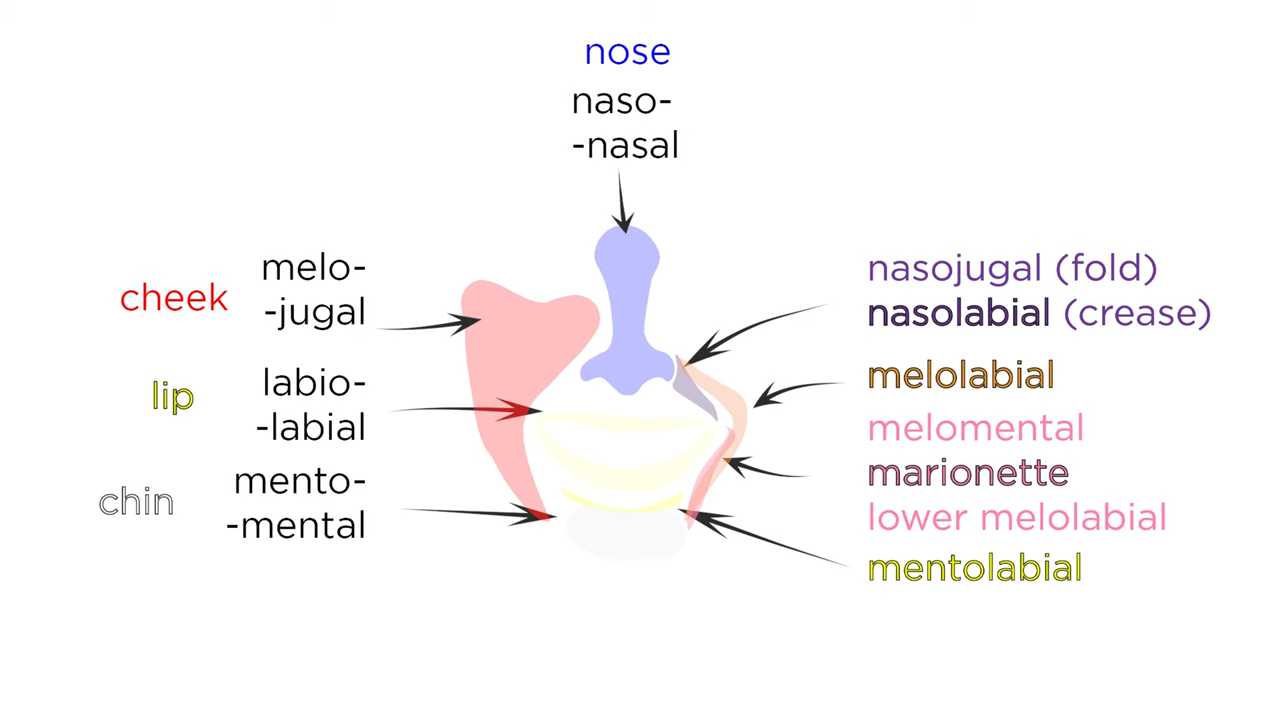 nose
naso-
-nasal
cheek
melo-
-jugal
lip
labio-
-labial
chin
mento-
-mental
nasojugal (fold)
nasolabial (crease)
melolabial
melomental
marionette
lower melolabial
mentolabial